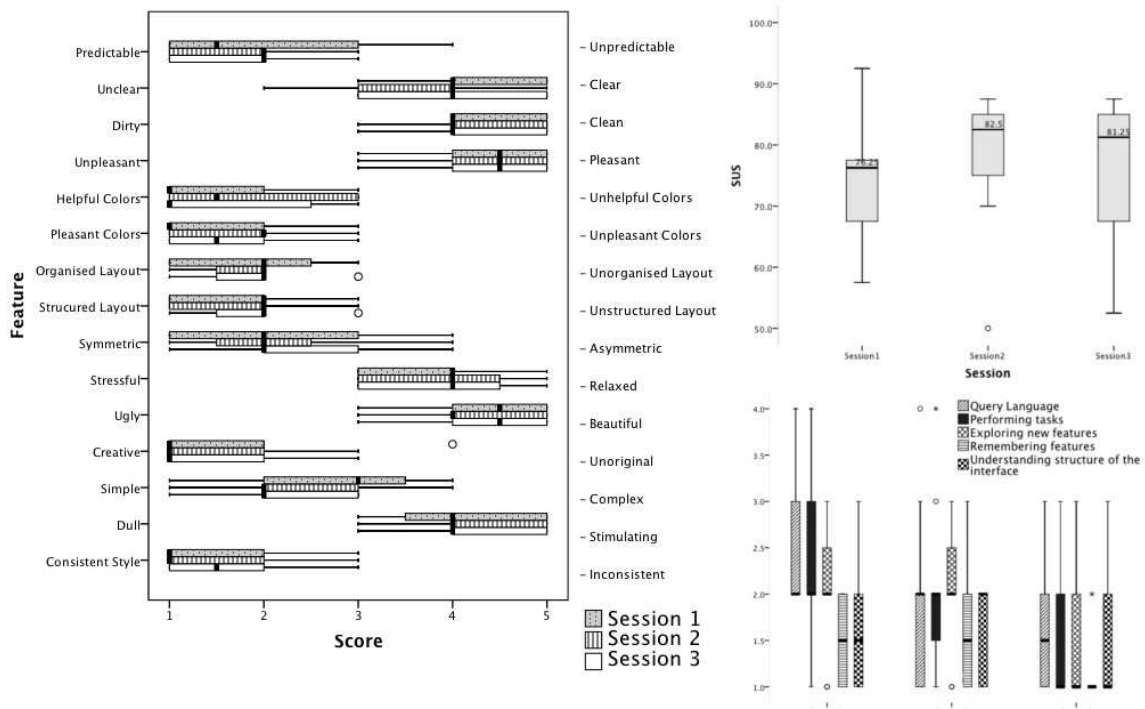 Feature
Predictable
Unclear
Dirty
Unpleasant
Helpful Colors
Pleasant Colors
Organised Layout
Strucured Layout
Symmetric
Stressful
Ugly
Creative
Simple
Dull
Consistent Style
1 2 3 4 5
Score
Unpredictable
Clear
Clean
Pleasant
Unhelpful Colors
Unpleasant Colors
Unorganised Layout
Unstructured Layout
Asymmetric
Relaxed
Beautiful
Unoriginal
Complex
Stimulating
Inconsistent
Session 1
Session 2
Session 3
SUS
100.0
90.0
80.0
70.0
60.0
50.0
76.25
82.5
81.25
Session1 Session2 Session3
Session
4.0
3.5
3.0
2.5
2.0
1.5
1.0
Query Language
Performing tasks
Exploring new features
Remembering features
Understanding structure of the
interface